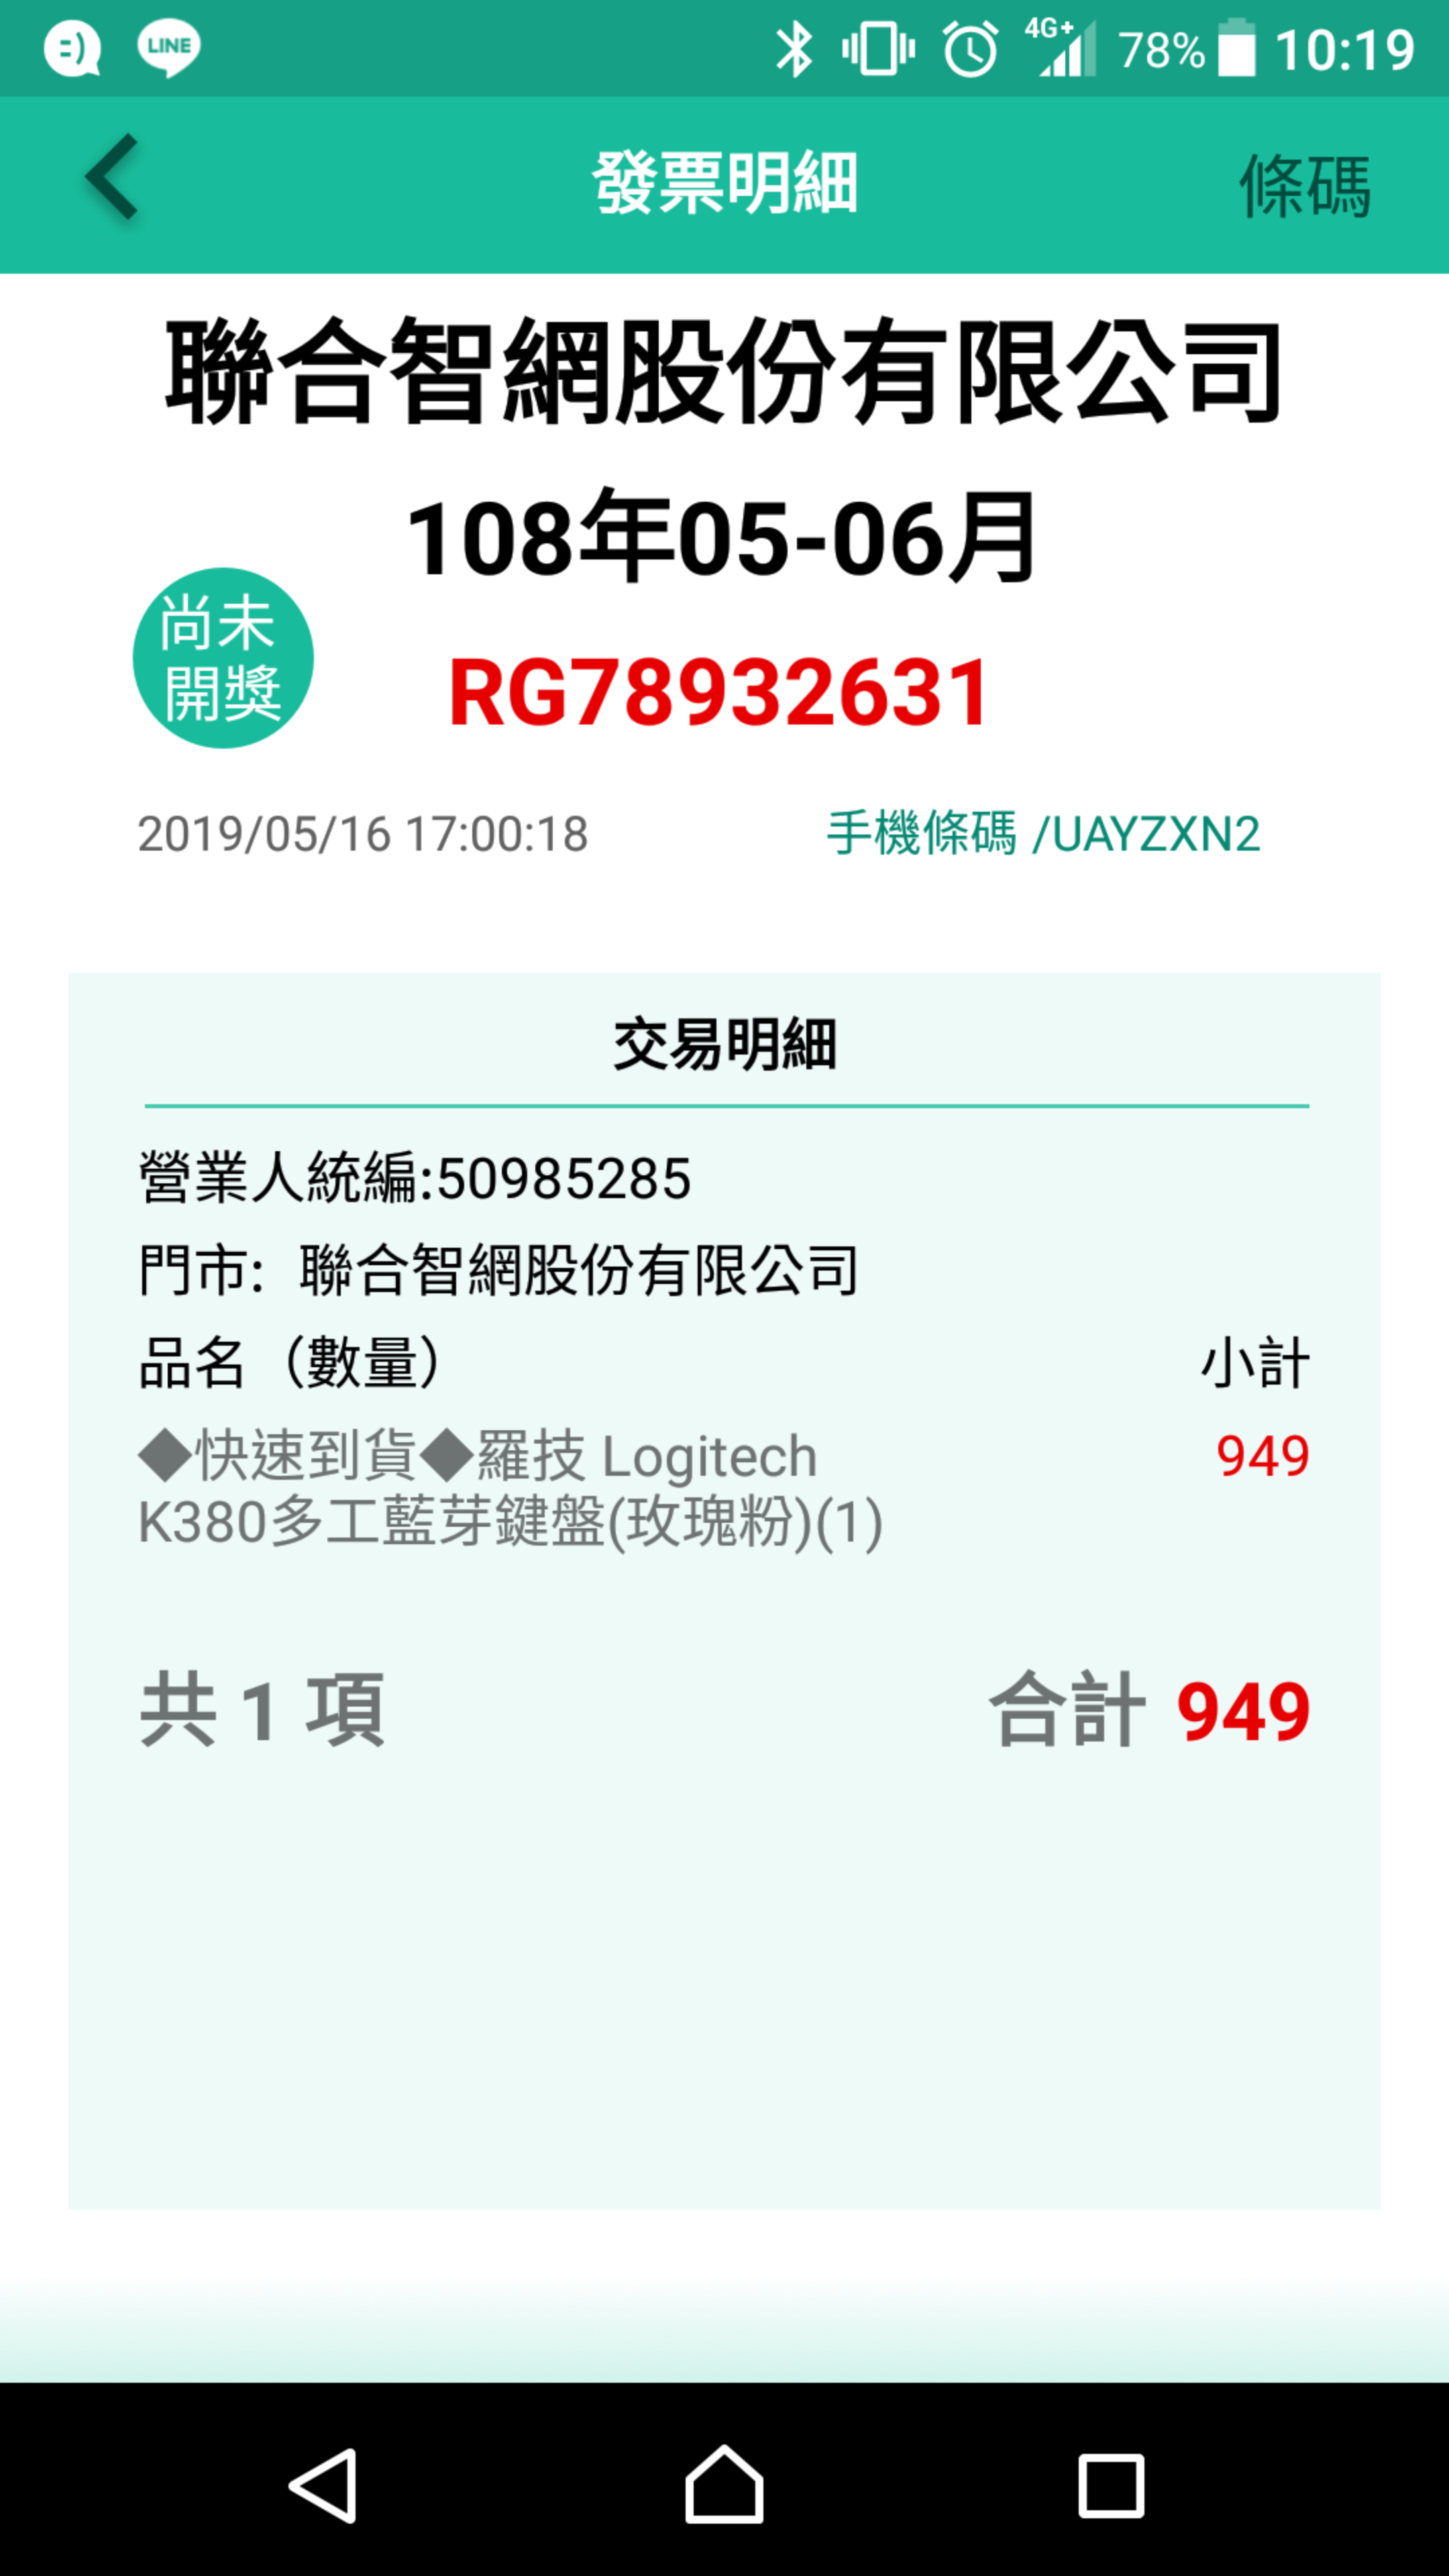 LINE 4G+ 78% 10:19
發票明細 條碼
聯合智網股份有限公司
108年05-06月
尚未
開獎
RG78932631
2019/05/16 17:00:18 手機條碼 /UAYZXN2
交易明細
營業人統編:50985285
門市: 聯合智網股份有限公司
品名（數量） 小計
◆快速到貨◆羅技 Logitech 949
K380多工藍芽鍵盤(玫瑰粉)(1)
共 1 項 合計 949